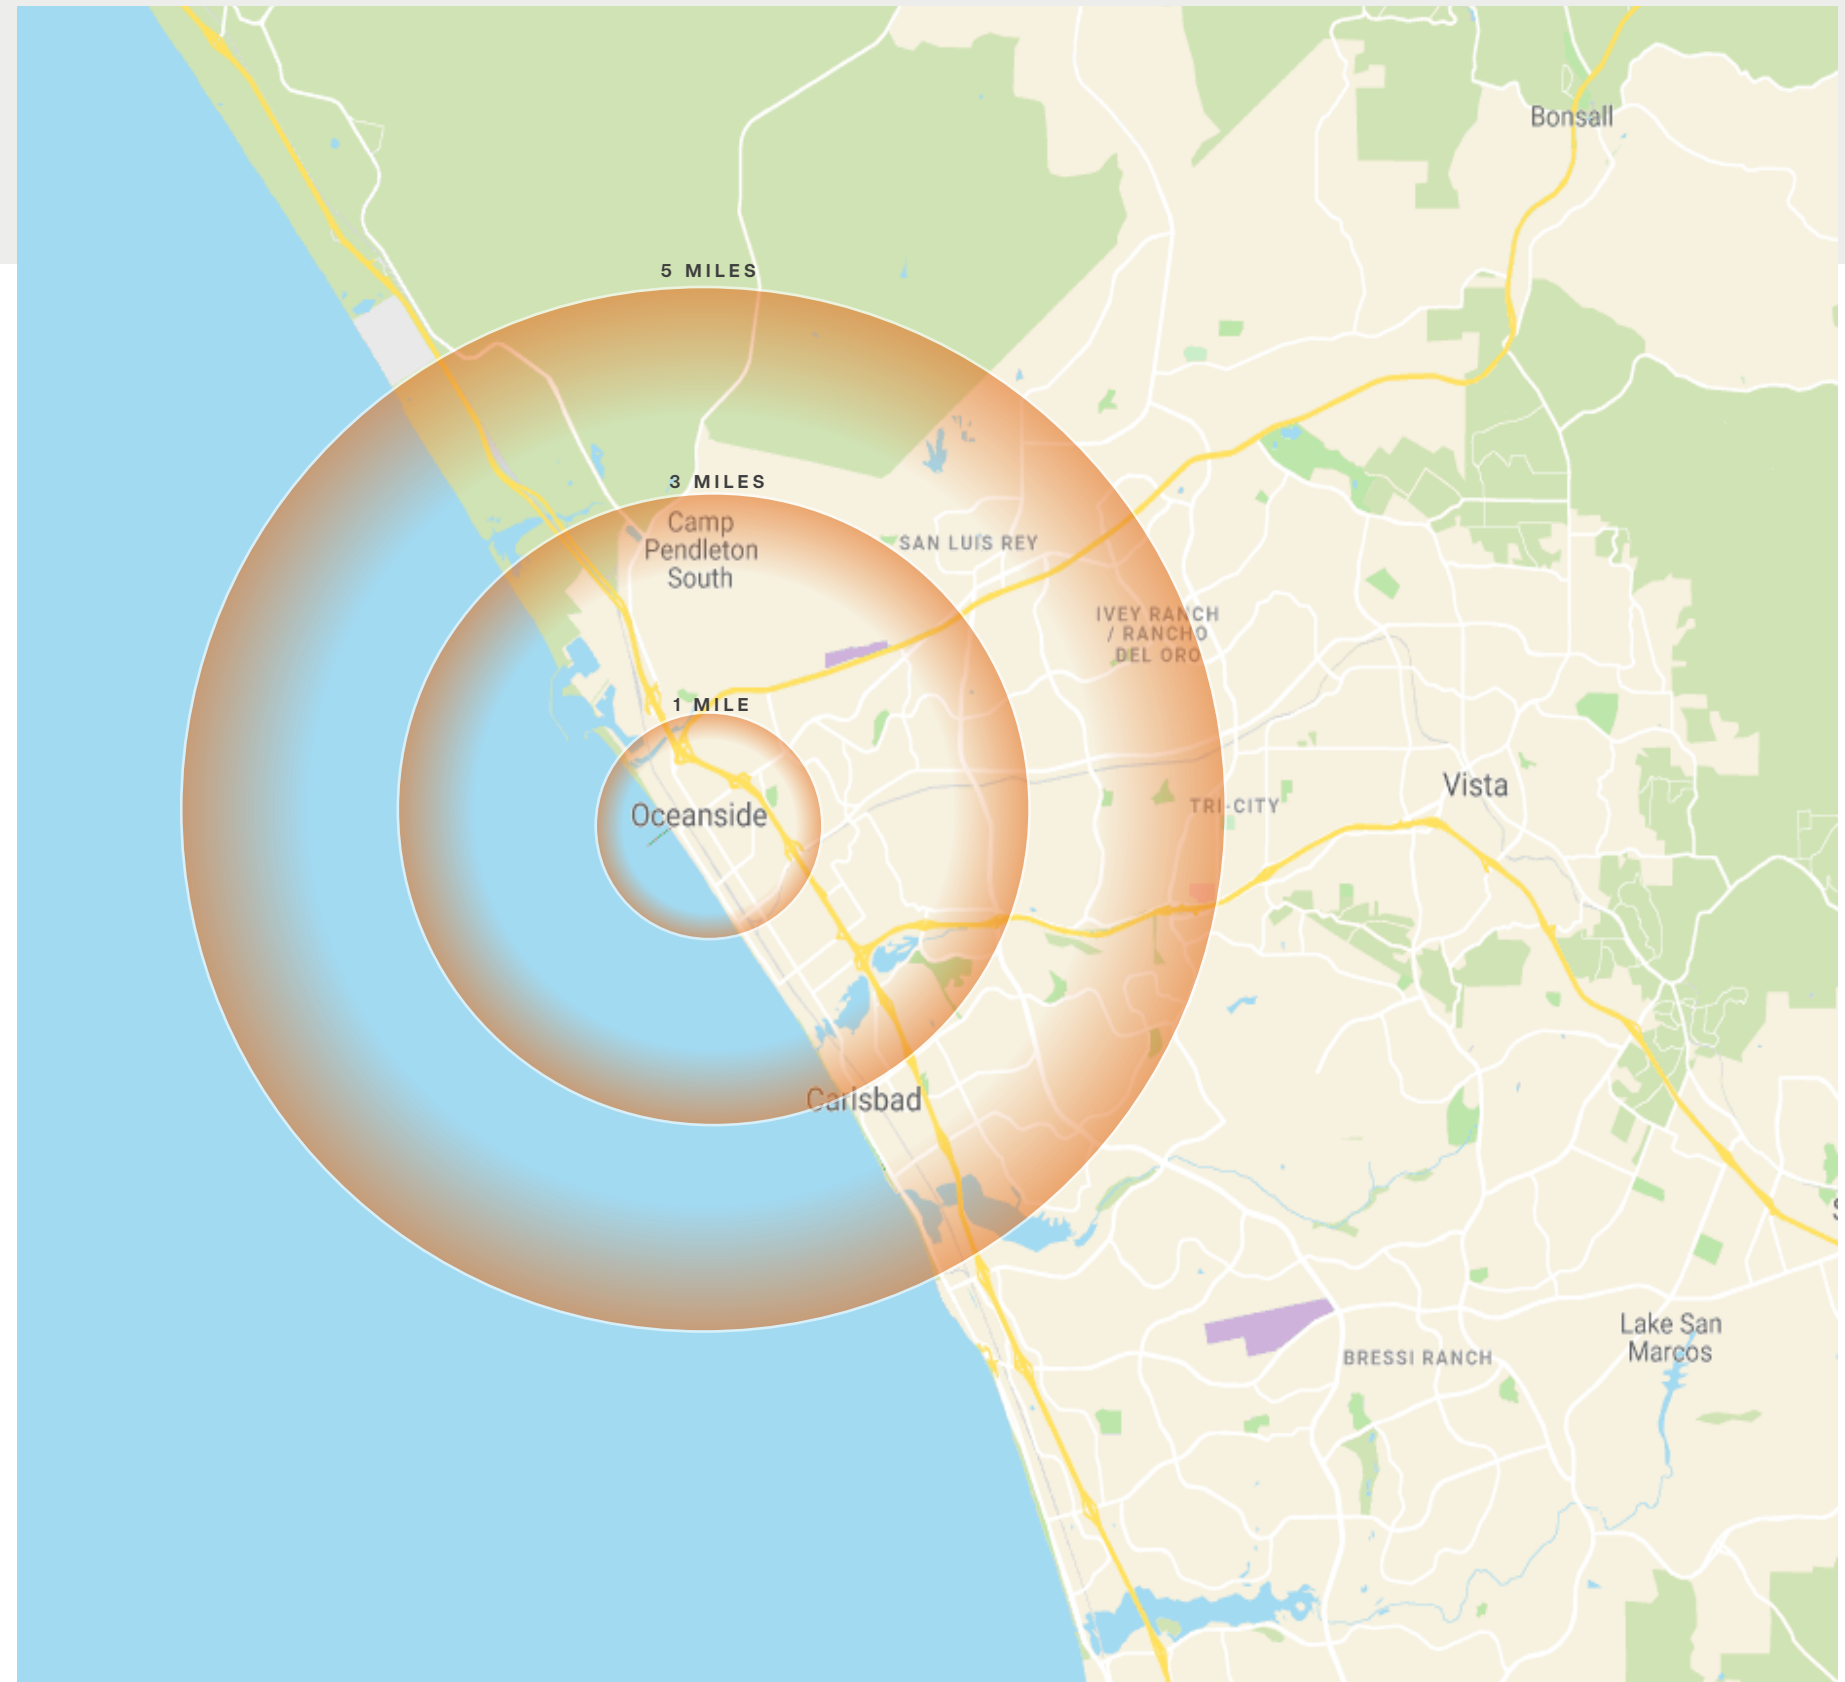 Bonsall
5 MILES
3 MILES
Camp
Pendleton
South
SAN LUIS REY
IVEY RANCH
/ RANCHO
DEL ORO
1 MILE
Vista
TRI-CITY
Oceanside
Carlsbad
Lake San
Marcos
BRESSI RANCH